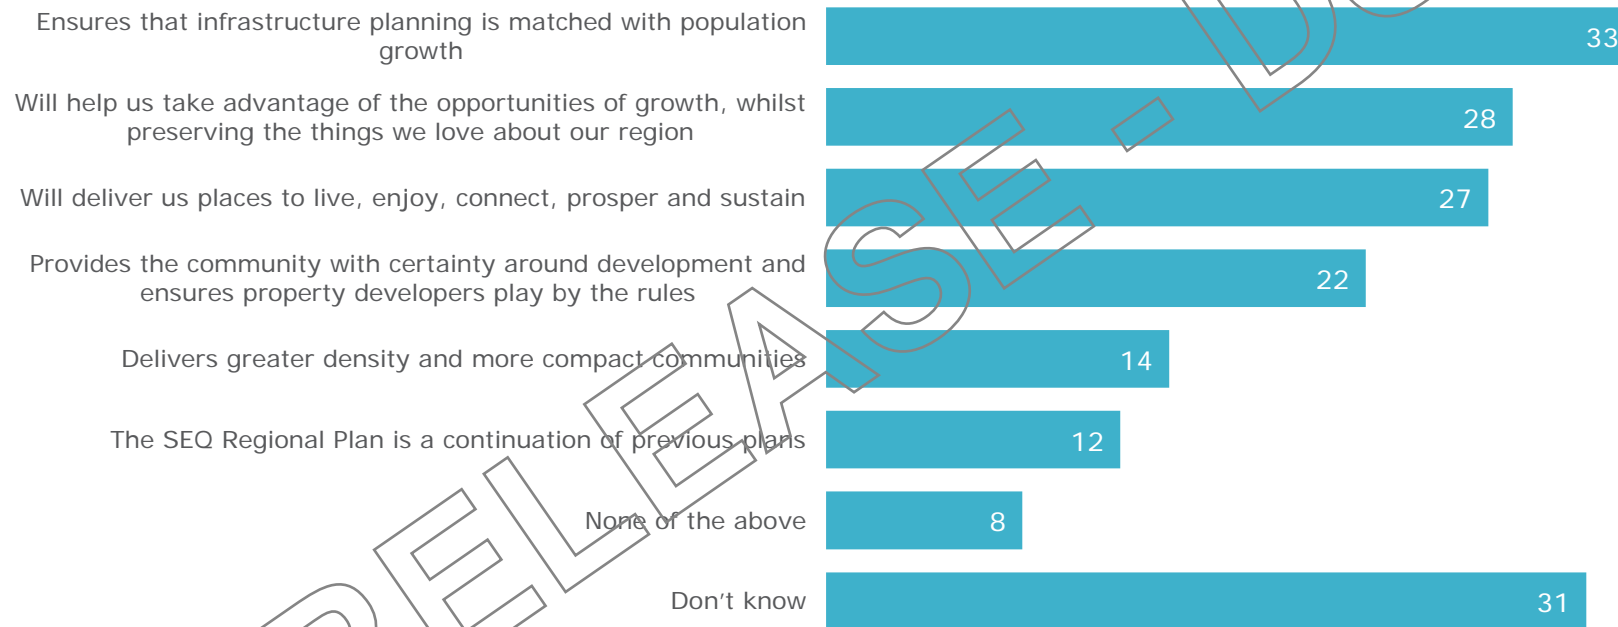 Ensures that infrastructure planning is matched with population
growth
33
Will help us take advantage of the opportunities of growth, whilst
preserving the things we love about our region
28
Will deliver us places to live, enjoy, connect, prosper and sustain
27
Provides the community with certainty around development and
ensures property developers play by the rules
22
Delivers greater density and more compact communities
14
The SEQ Regional Plan is a continuation of previous plans
12
None of the above
8
Don't know
31
RELEASE - D